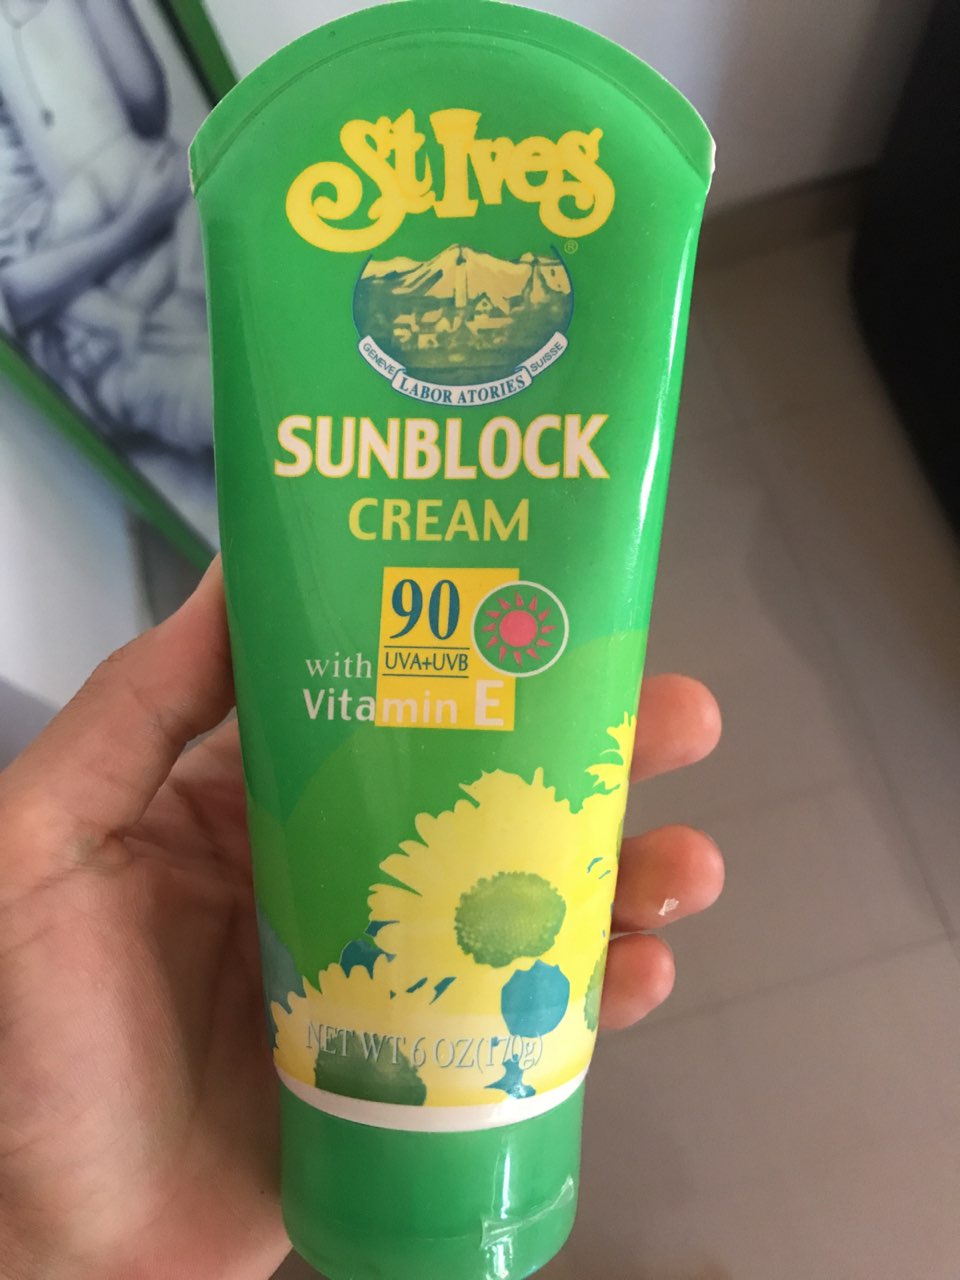 St. Ives
®
GENEVE LABOR ATORIES SUISSE
SUNBLOCK
CREAM
90
UVA+UVB
with
Vitamin E
NET WT 6 OZ(170g)